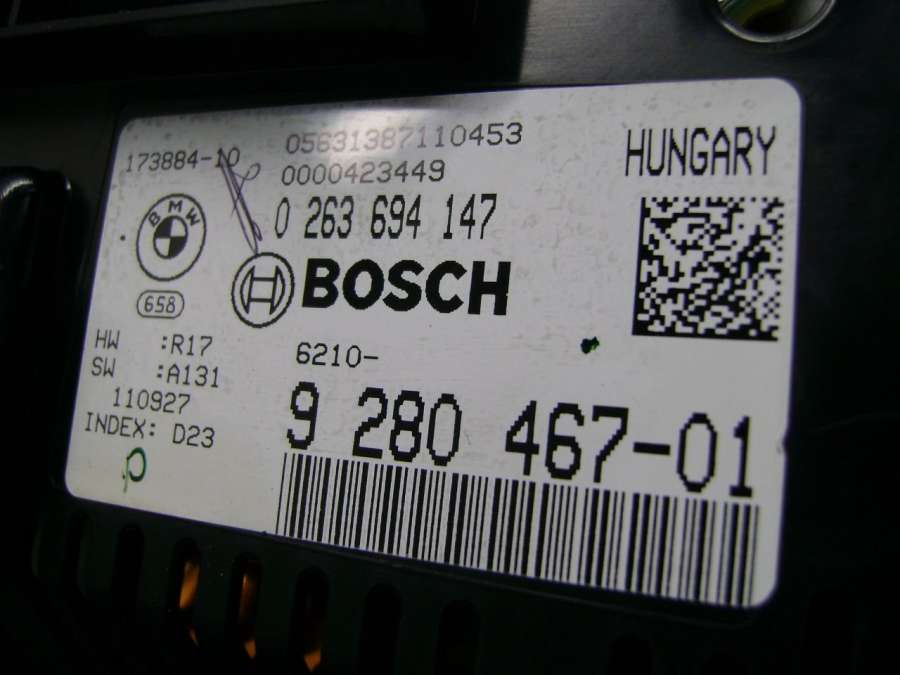 05631387110453
173884-10
0000423449
HUNGARY
0 263 694 147
BMW
BOSCH
658
HW :R17
SW :A131
110927
INDEX: D23
6210-
9 280 467-01